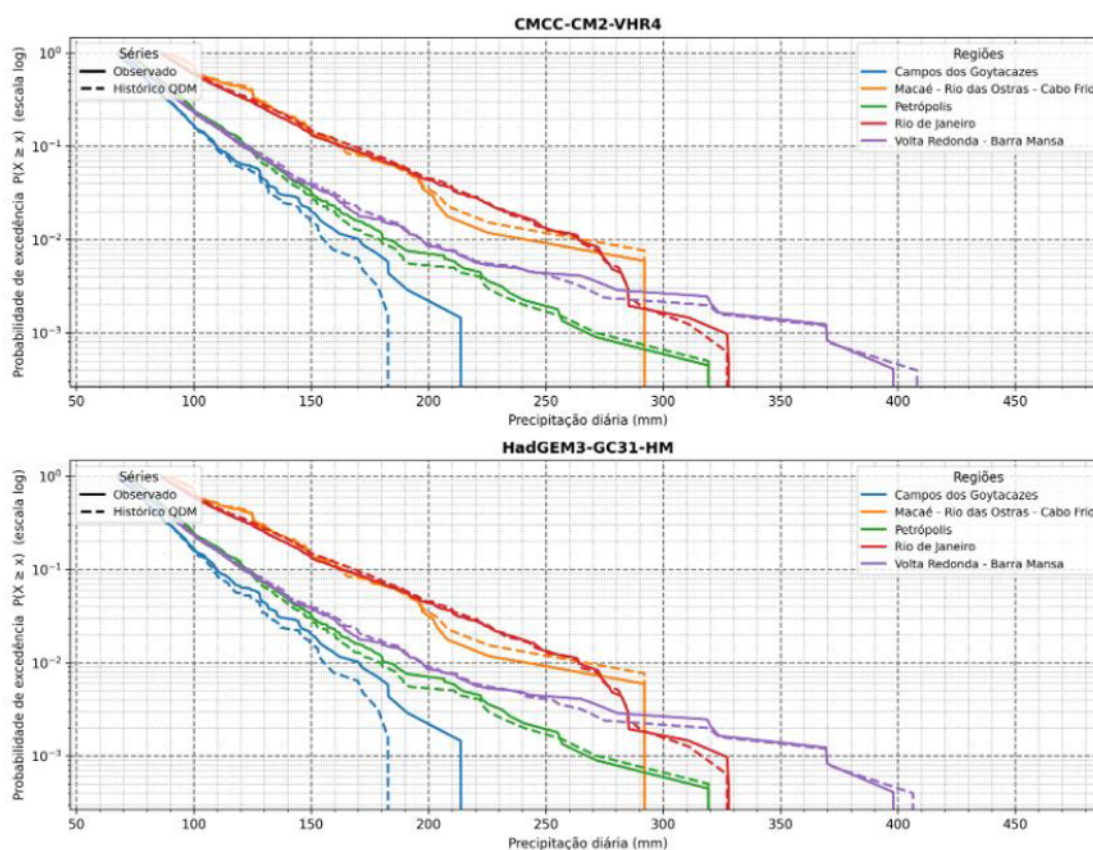 CMCC-CM2-VHR4
Probabilidade de excedência P(X ≥ x) (escala log)
10⁰
10⁻¹
10⁻²
10⁻³
Séries
Observado
Histórico QDM
Regiões
Campos dos Goytacazes
Macaé - Rio das Ostras - Cabo Frio
Petrópolis
Rio de Janeiro
Volta Redonda - Barra Mansa
50 100 150 200 250 300 350 400 450
Precipitação diária (mm)
HadGEM3-GC31-HM
Probabilidade de excedência P(X ≥ x) (escala log)
10⁰
10⁻¹
10⁻²
10⁻³
Séries
Observado
Histórico QDM
Regiões
Campos dos Goytacazes
Macaé - Rio das Ostras - Cabo Frio
Petrópolis
Rio de Janeiro
Volta Redonda - Barra Mansa
50 100 150 200 250 300 350 400 450
Precipitação diária (mm)